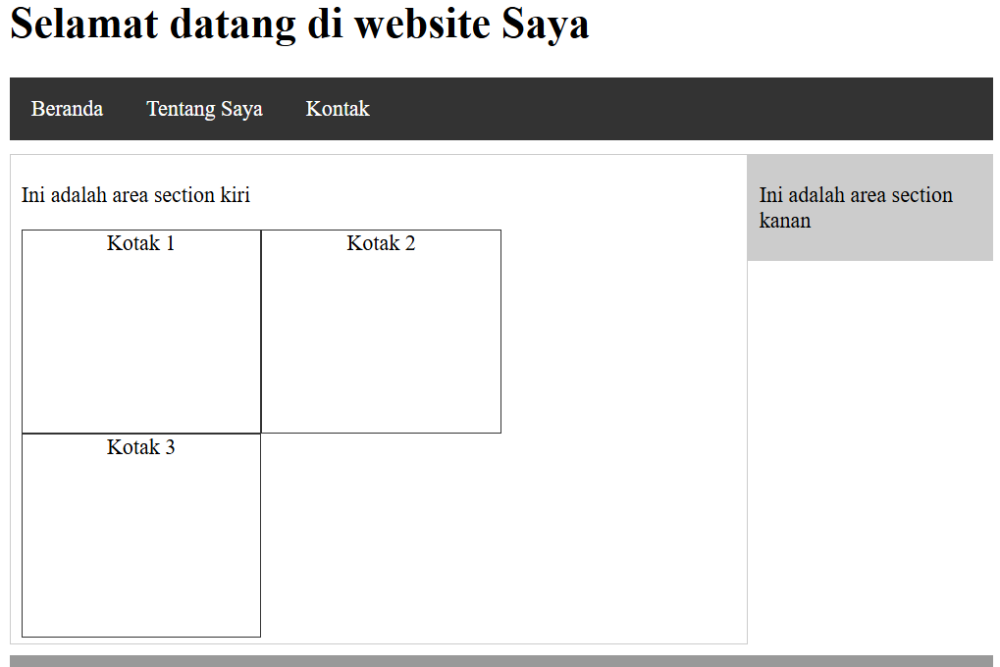 Selamat datang di website Saya
Beranda Tentang Saya Kontak
Ini adalah area section kiri
Kotak 1 Kotak 2
Kotak 3
Ini adalah area section
kanan